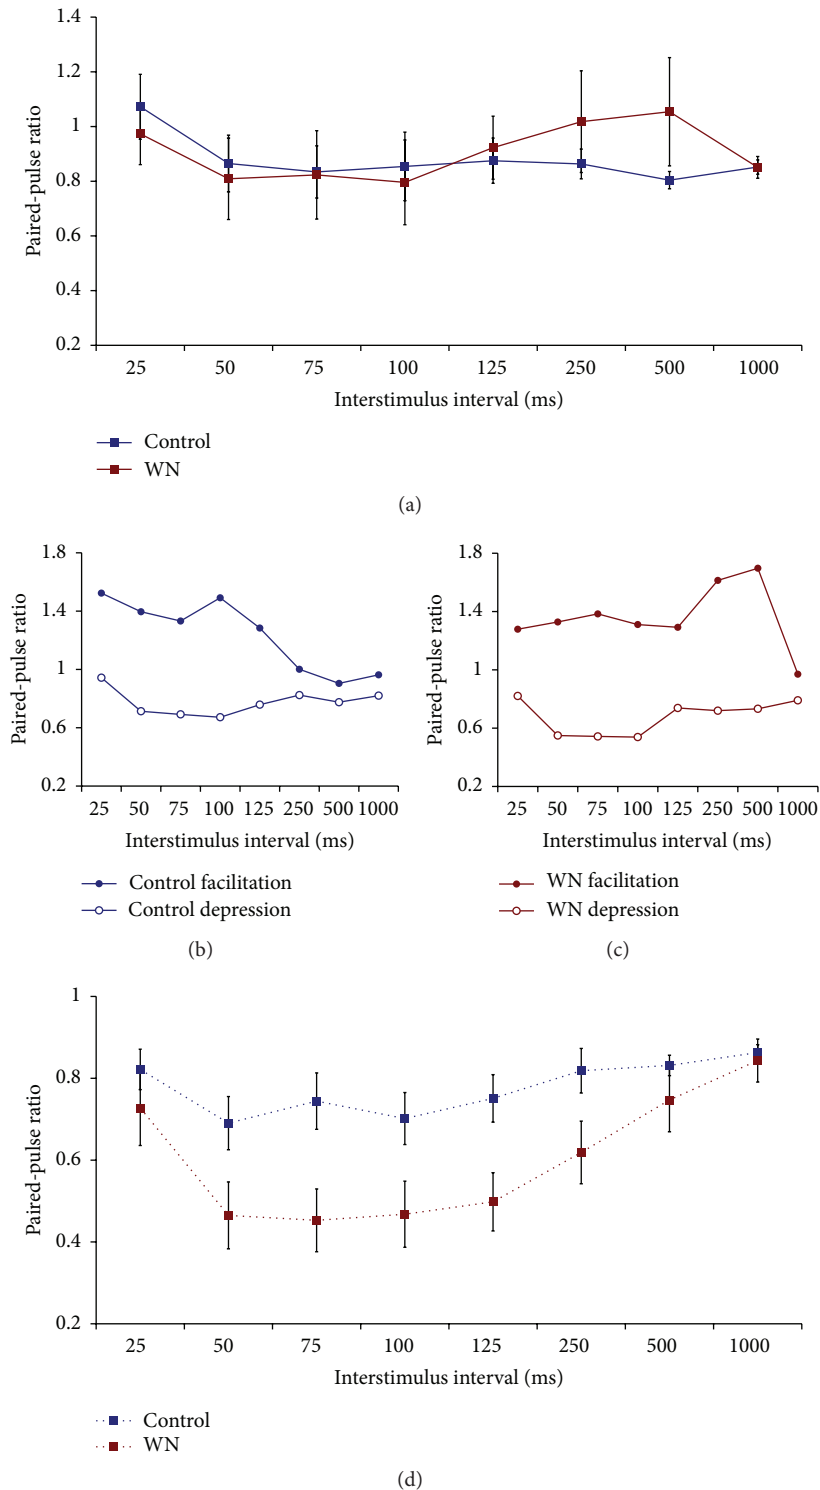 1.4
1.2
1
0.8
0.6
0.4
0.2
Paired-pulse ratio
25 50 75 100 125 250 500 1000
Interstimulus interval (ms)
Control
WN
(a)
1.8
1.4
1
0.6
0.2
Paired-pulse ratio
25 50 75 100 125 250 500 1000
Interstimulus interval (ms)
Control facilitation
Control depression
(b)
1.8
1.4
1
0.6
0.2
Paired-pulse ratio
25 50 75 100 125 250 500 1000
Interstimulus interval (ms)
WN facilitation
WN depression
(c)
1
0.8
0.6
0.4
0.2
Paired-pulse ratio
25 50 75 100 125 250 500 1000
Interstimulus interval (ms)
Control
WN
(d)